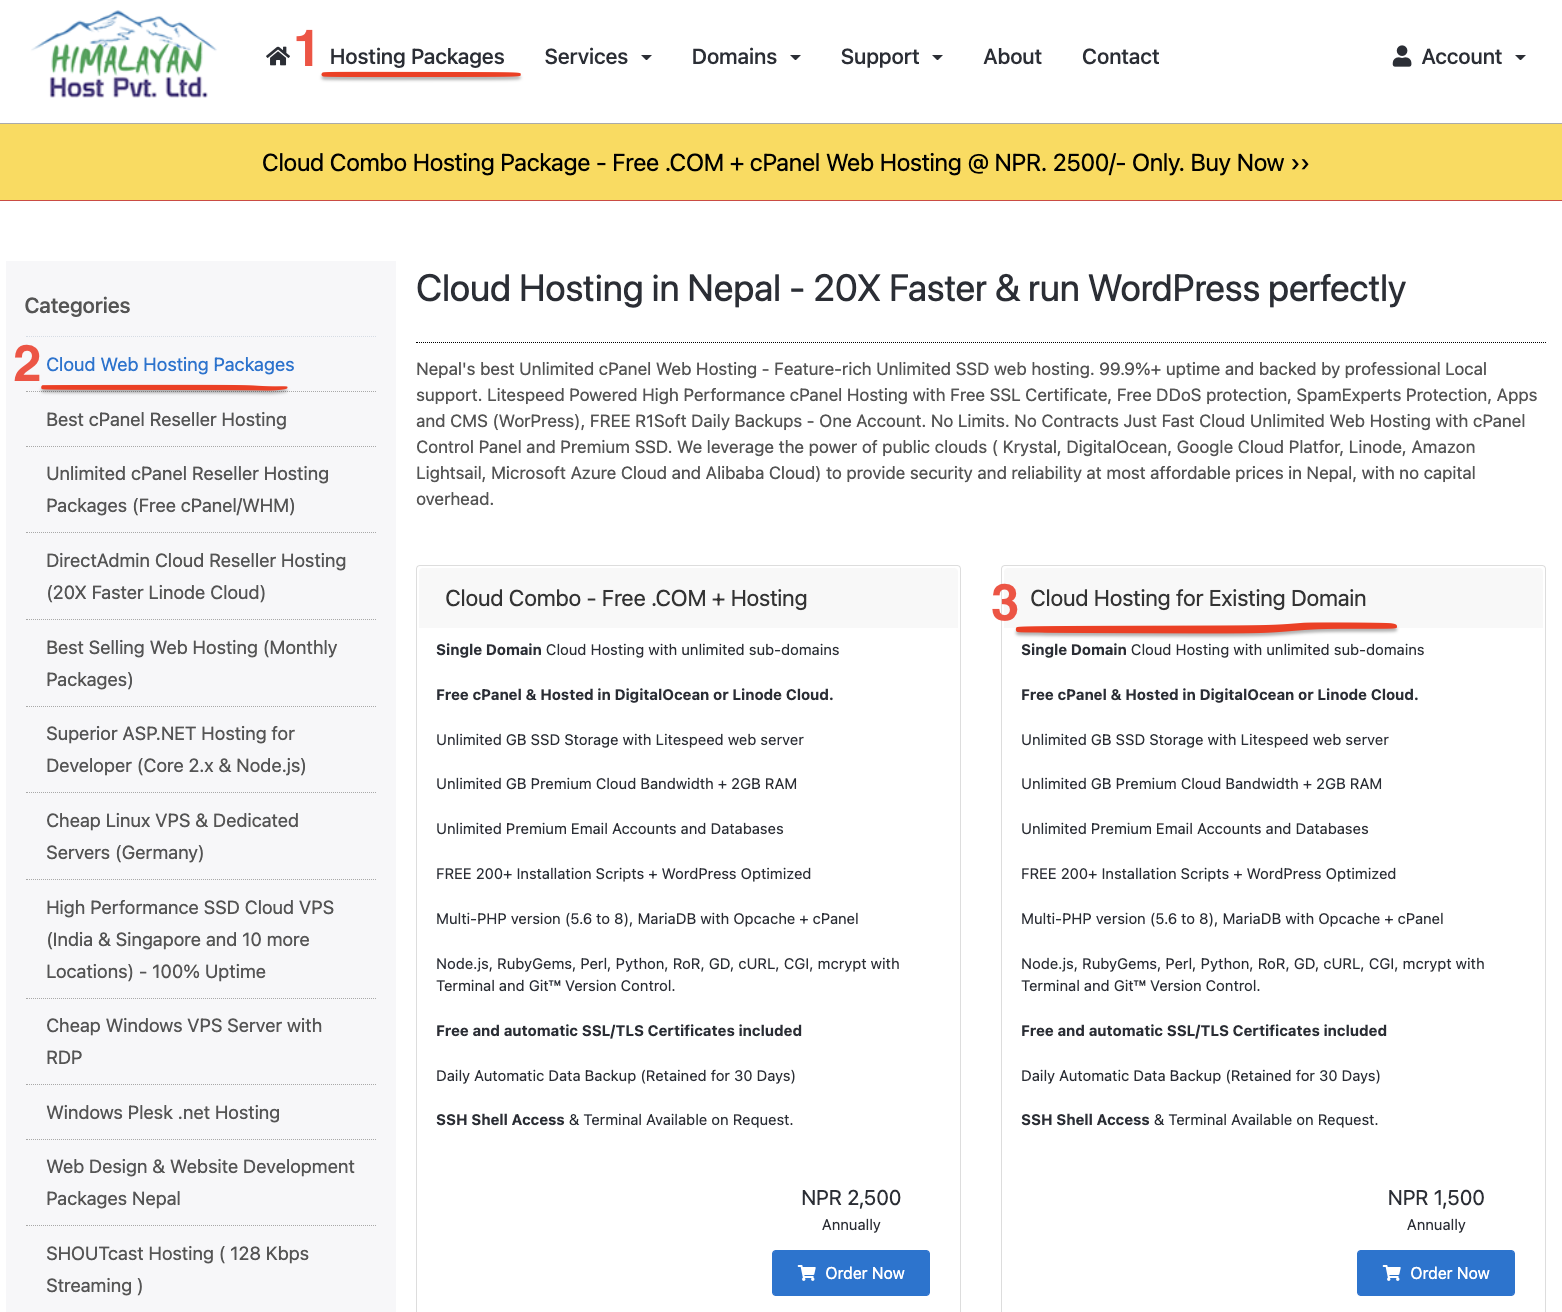 HIMALAYAN
Host Pvt. Ltd.
1 Hosting Packages Services Domains Support About Contact Account
Cloud Combo Hosting Package - Free .COM + cPanel Web Hosting @ NPR. 2500/- Only. Buy Now ››
Categories
2 Cloud Web Hosting Packages
Best cPanel Reseller Hosting
Unlimited cPanel Reseller Hosting
Packages (Free cPanel/WHM)
DirectAdmin Cloud Reseller Hosting
(20X Faster Linode Cloud)
Best Selling Web Hosting (Monthly
Packages)
Superior ASP.NET Hosting for
Developer (Core 2.x & Node.js)
Cheap Linux VPS & Dedicated
Servers (Germany)
High Performance SSD Cloud VPS
(India & Singapore and 10 more
Locations) - 100% Uptime
Cheap Windows VPS Server with
RDP
Windows Plesk .net Hosting
Web Design & Website Development
Packages Nepal
SHOUTcast Hosting ( 128 Kbps
Streaming )
Cloud Hosting in Nepal - 20X Faster & run WordPress perfectly
Nepal's best Unlimited cPanel Web Hosting - Feature-rich Unlimited SSD web hosting. 99.9%+ uptime and backed by professional Local
support. Litespeed Powered High Performance cPanel Hosting with Free SSL Certificate, Free DDoS protection, SpamExperts Protection, Apps
and CMS (WorPress), FREE R1Soft Daily Backups - One Account. No Limits. No Contracts Just Fast Cloud Unlimited Web Hosting with cPanel
Control Panel and Premium SSD. We leverage the power of public clouds ( Krystal, DigitalOcean, Google Cloud Platfor, Linode, Amazon
Lightsail, Microsoft Azure Cloud and Alibaba Cloud) to provide security and reliability at most affordable prices in Nepal, with no capital
overhead.
Cloud Combo - Free .COM + Hosting
Single Domain Cloud Hosting with unlimited sub-domains
Free cPanel & Hosted in DigitalOcean or Linode Cloud.
Unlimited GB SSD Storage with Litespeed web server
Unlimited GB Premium Cloud Bandwidth + 2GB RAM
Unlimited Premium Email Accounts and Databases
FREE 200+ Installation Scripts + WordPress Optimized
Multi-PHP version (5.6 to 8), MariaDB with Opcache + cPanel
Node.js, RubyGems, Perl, Python, RoR, GD, cURL, CGI, mcrypt with
Terminal and Git™ Version Control.
Free and automatic SSL/TLS Certificates included
Daily Automatic Data Backup (Retained for 30 Days)
SSH Shell Access & Terminal Available on Request.
NPR 2,500
Annually
Order Now
3 Cloud Hosting for Existing Domain
Single Domain Cloud Hosting with unlimited sub-domains
Free cPanel & Hosted in DigitalOcean or Linode Cloud.
Unlimited GB SSD Storage with Litespeed web server
Unlimited GB Premium Cloud Bandwidth + 2GB RAM
Unlimited Premium Email Accounts and Databases
FREE 200+ Installation Scripts + WordPress Optimized
Multi-PHP version (5.6 to 8), MariaDB with Opcache + cPanel
Node.js, RubyGems, Perl, Python, RoR, GD, cURL, CGI, mcrypt with
Terminal and Git™ Version Control.
Free and automatic SSL/TLS Certificates included
Daily Automatic Data Backup (Retained for 30 Days)
SSH Shell Access & Terminal Available on Request.
NPR 1,500
Annually
Order Now